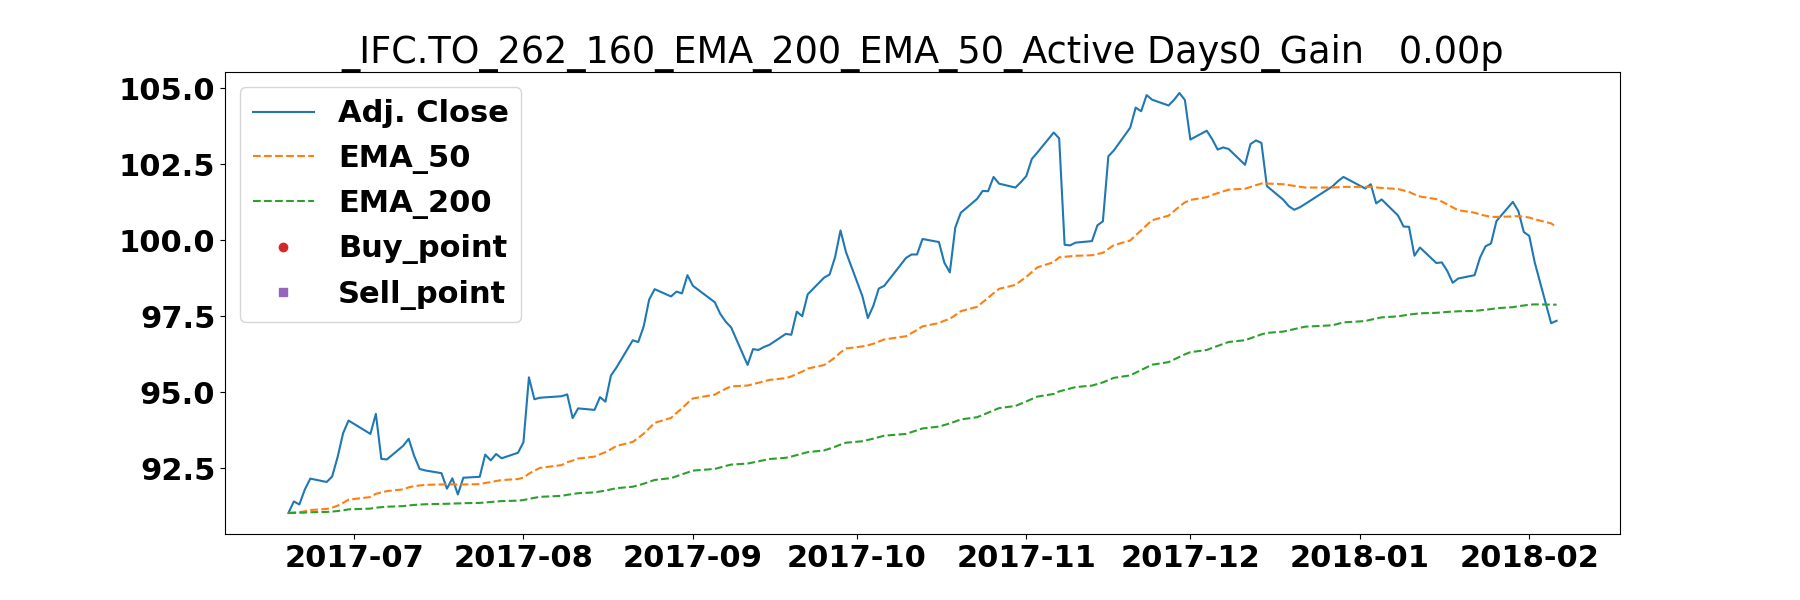 _IFC.TO_262_160_EMA_200_EMA_50_Active Days0_Gain   0.00p
105.0
102.5
100.0
97.5
95.0
92.5
Adj. Close
EMA_50
EMA_200
Buy_point
Sell_point
2017-07 2017-08 2017-09 2017-10 2017-11 2017-12 2018-01 2018-02